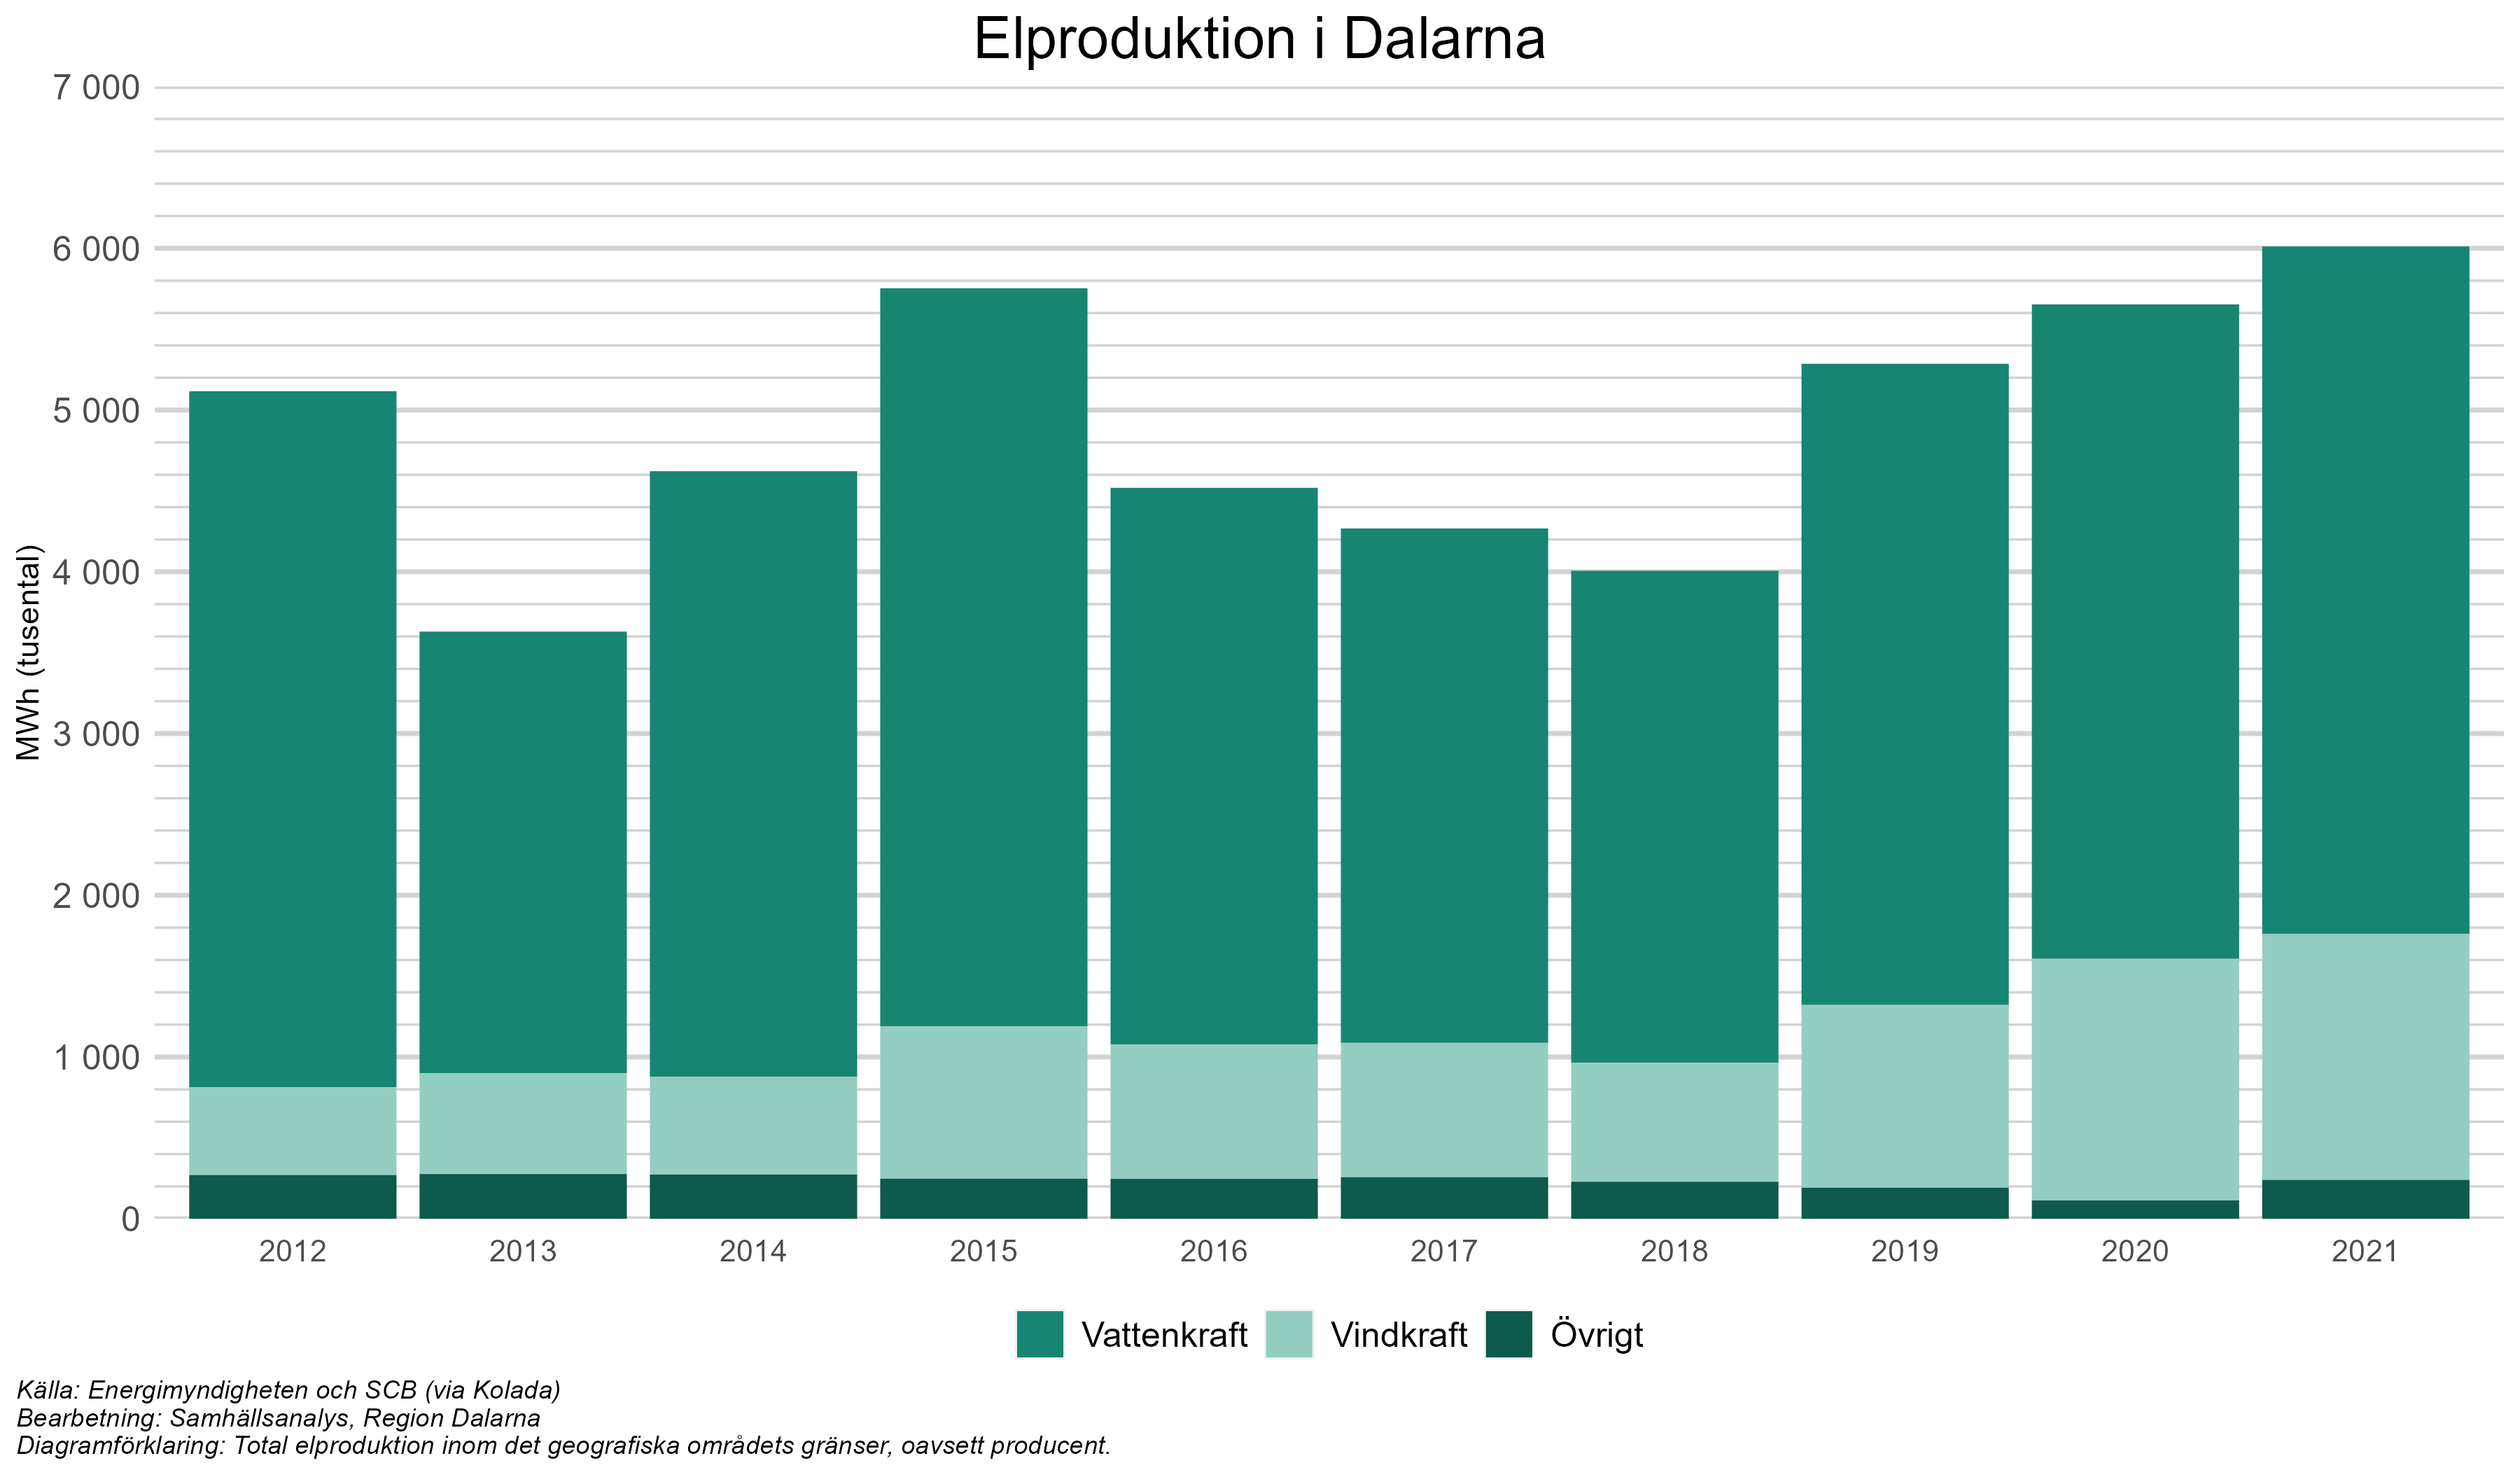 Elproduktion i Dalarna
MWh (tusental)
7 000
6 000
5 000
4 000
3 000
2 000
1 000
0
2012 2013 2014 2015 2016 2017 2018 2019 2020 2021
Vattenkraft Vindkraft Övrigt
Källa: Energimyndigheten och SCB (via Kolada)
Bearbetning: Samhällsanalys, Region Dalarna
Diagramförklaring: Total elproduktion inom det geografiska områdets gränser, oavsett producent.